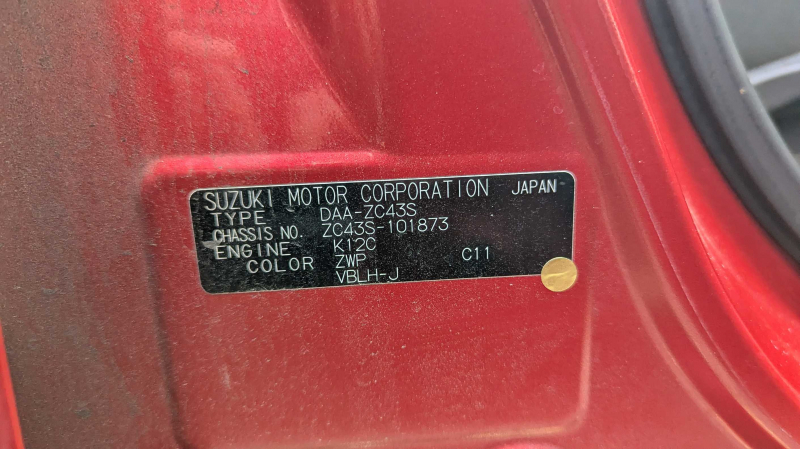 SUZUKI MOTOR CORPORATION JAPAN
TYPE DAA-ZC43S
CHASSIS NO. ZC43S-101873
ENGINE K12C
COLOR ZWP C11
VBLH-J